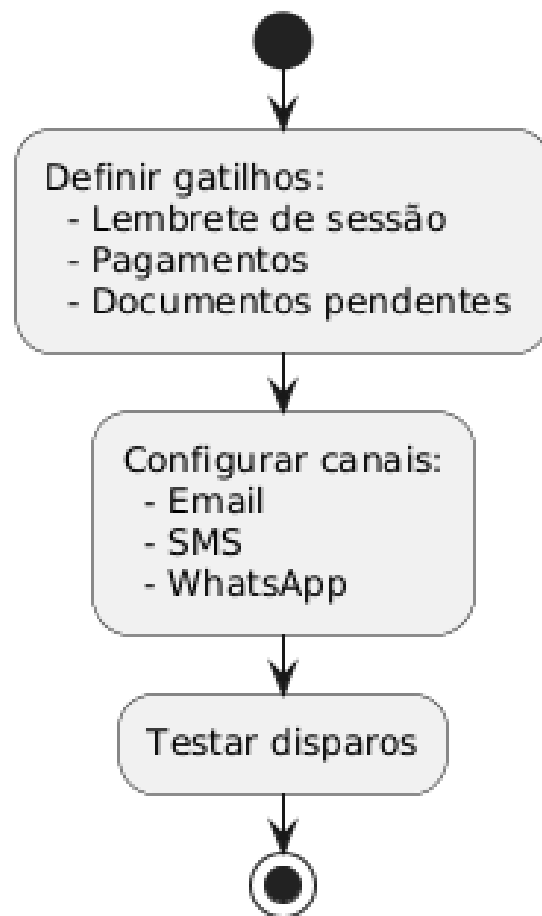 Definir gatilhos:
- Lembrete de sessão
- Pagamentos
- Documentos pendentes
Configurar canais:
- Email
- SMS
- WhatsApp
Testar disparos